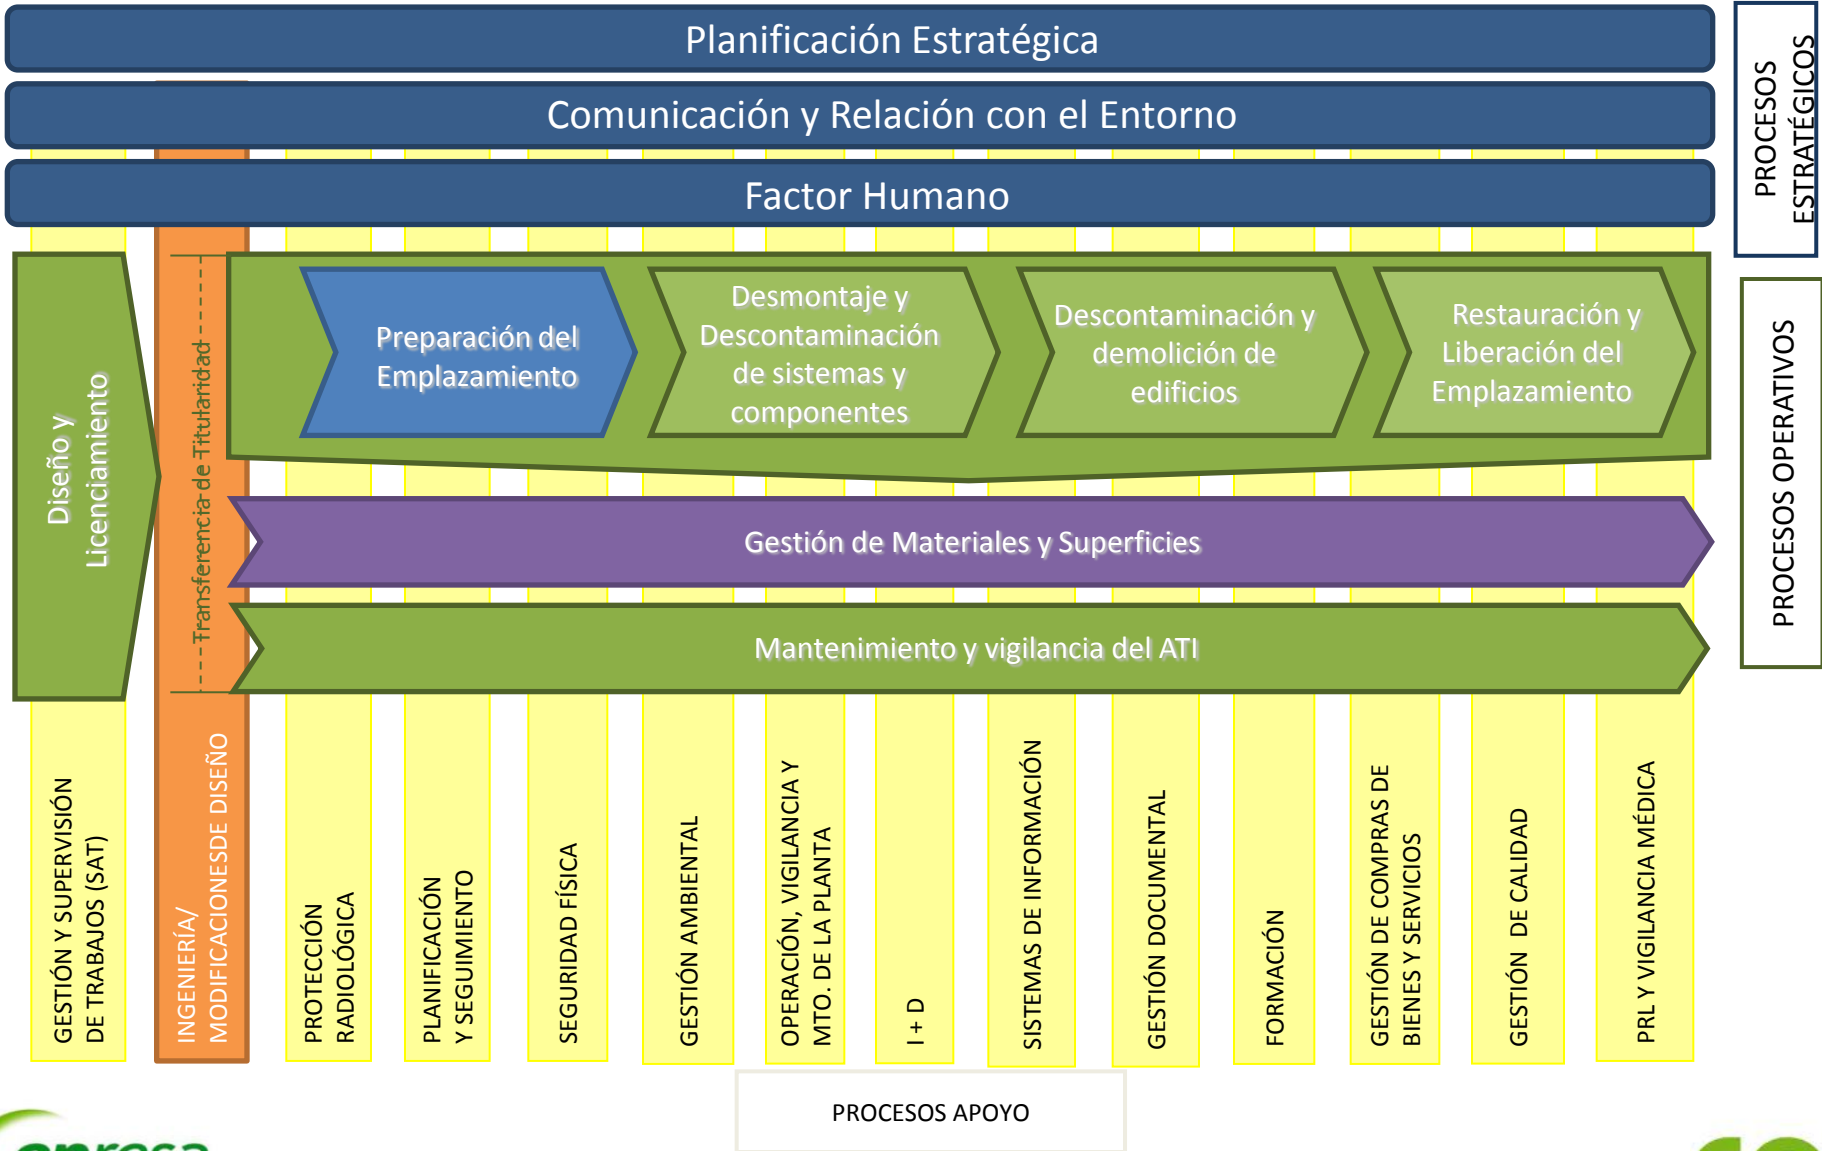 Planificación Estratégica
Comunicación y Relación con el Entorno
Factor Humano
PROCESOS
ESTRATÉGICOS
Diseño y
Licenciamiento
Transferencia de Titularidad
Preparación del
Emplazamiento
Desmontaje y
Descontaminación
de sistemas y
componentes
Descontaminación y
demolición de
edificios
Restauración y
Liberación del
Emplazamiento
Gestión de Materiales y Superficies
Mantenimiento y vigilancia del ATI
PROCESOS OPERATIVOS
GESTIÓN Y SUPERVISIÓN
DE TRABAJOS (SAT)
INGENIERÍA/
MODIFICACIONESDE DISEÑO
PROTECCIÓN
RADIOLÓGICA
PLANIFICACIÓN
Y SEGUIMIENTO
SEGURIDAD FÍSICA
GESTIÓN AMBIENTAL
OPERACIÓN, VIGILANCIA Y
MTO. DE LA PLANTA
I + D
SISTEMAS DE INFORMACIÓN
GESTIÓN DOCUMENTAL
FORMACIÓN
GESTIÓN DE COMPRAS DE
BIENES Y SERVICIOS
GESTIÓN DE CALIDAD
PRL Y VIGILANCIA MÉDICA
PROCESOS APOYO
enresa